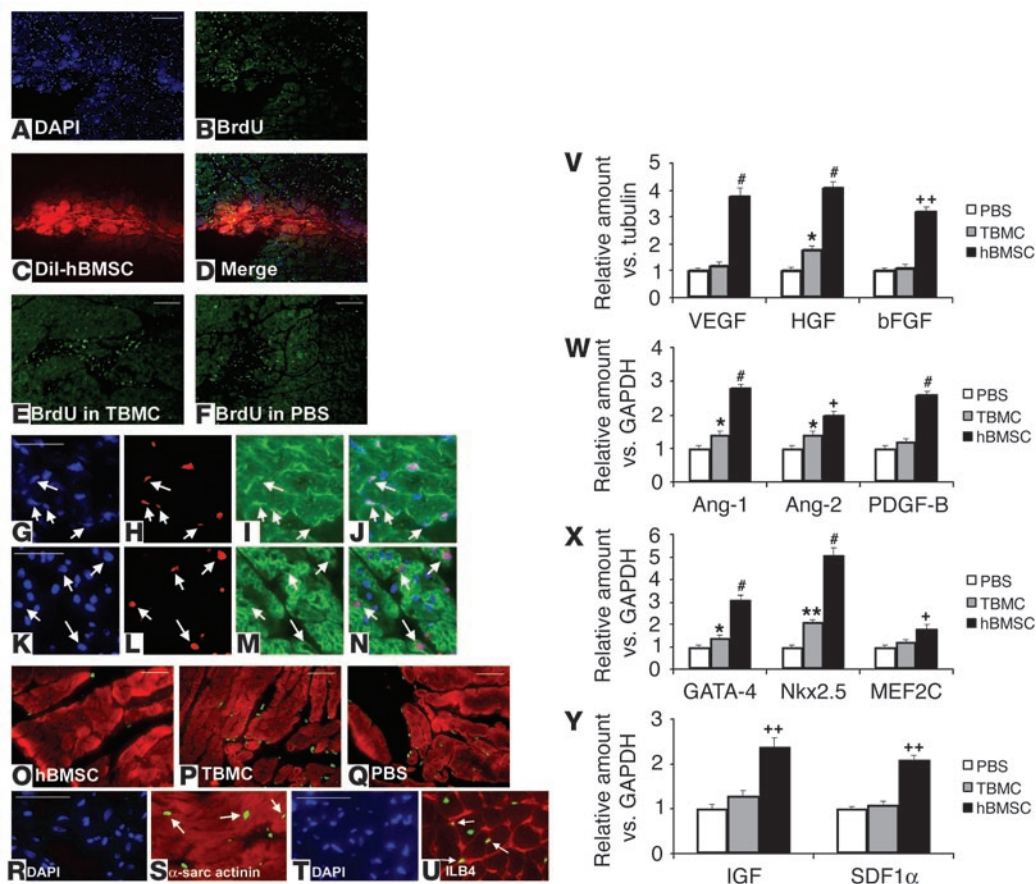 A DAPI
B BrdU
C DiI-hBMSC
D Merge
E BrdU in TBMC
F BrdU in PBS
G
H
I
J
K
L
M
N
O hBMSC
P TBMC
Q PBS
R DAPI
S α-sarc actinin
T DAPI
U ILB4
V
Relative amount
vs. tubulin
5
4
3
2
1
0
#
*
#
++
VEGF
HGF
bFGF
PBS
TBMC
hBMSC
W
Relative amount
vs. GAPDH
4
3
2
1
0
*
#
*
+
#
Ang-1
Ang-2
PDGF-B
PBS
TBMC
hBMSC
X
Relative amount
vs. GAPDH
6
5
4
3
2
1
0
*
#
**
#
+
GATA-4
Nkx2.5
MEF2C
PBS
TBMC
hBMSC
Y
Relative amount
vs. GAPDH
3
2
1
0
++
++
IGF
SDF1α
PBS
TBMC
hBMSC